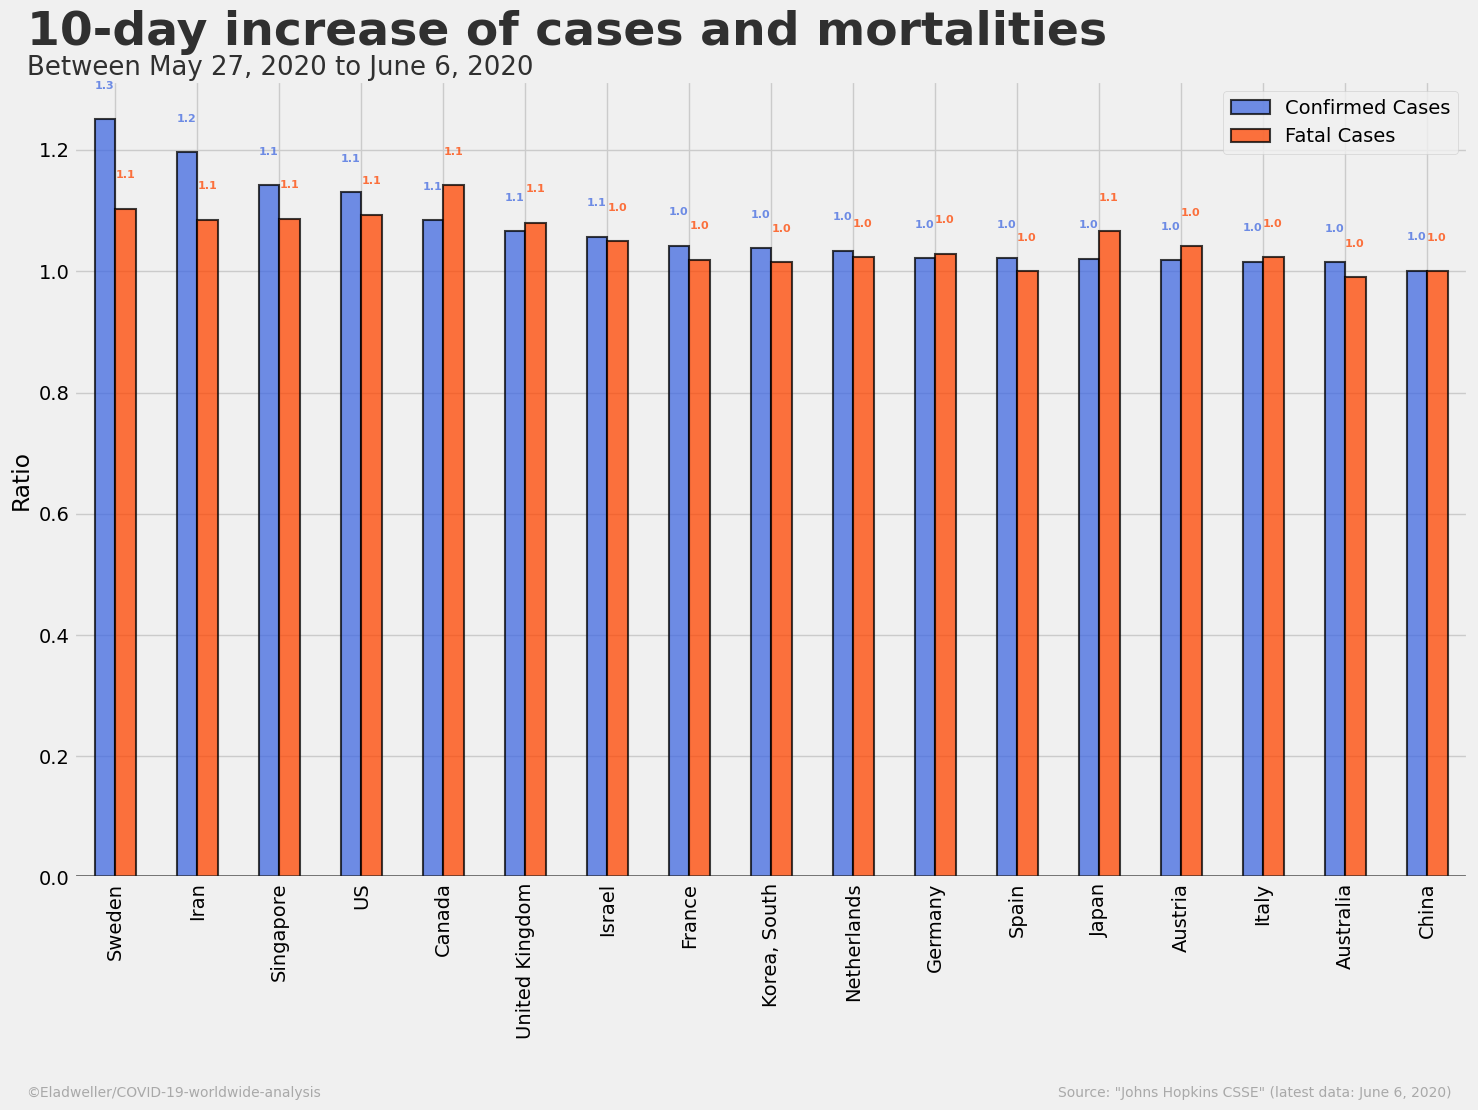 10-day increase of cases and mortalities
Between May 27, 2020 to June 6, 2020
Confirmed Cases
Fatal Cases
1.3 1.1 1.2 1.1 1.1 1.1 1.1 1.1 1.1 1.1 1.1 1.1 1.1 1.0 1.0 1.0 1.0 1.0 1.0 1.0 1.0 1.0 1.0 1.0 1.0 1.1 1.0 1.0 1.0 1.0 1.0 1.0 1.0 1.0
1.2
1.0
0.8
0.6
0.4
0.2
0.0
Ratio
Sweden
Iran
Singapore
US
Canada
United Kingdom
Israel
France
Korea, South
Netherlands
Germany
Spain
Japan
Austria
Italy
Australia
China
©Eladweller/COVID-19-worldwide-analysis
Source: "Johns Hopkins CSSE" (latest data: June 6, 2020)